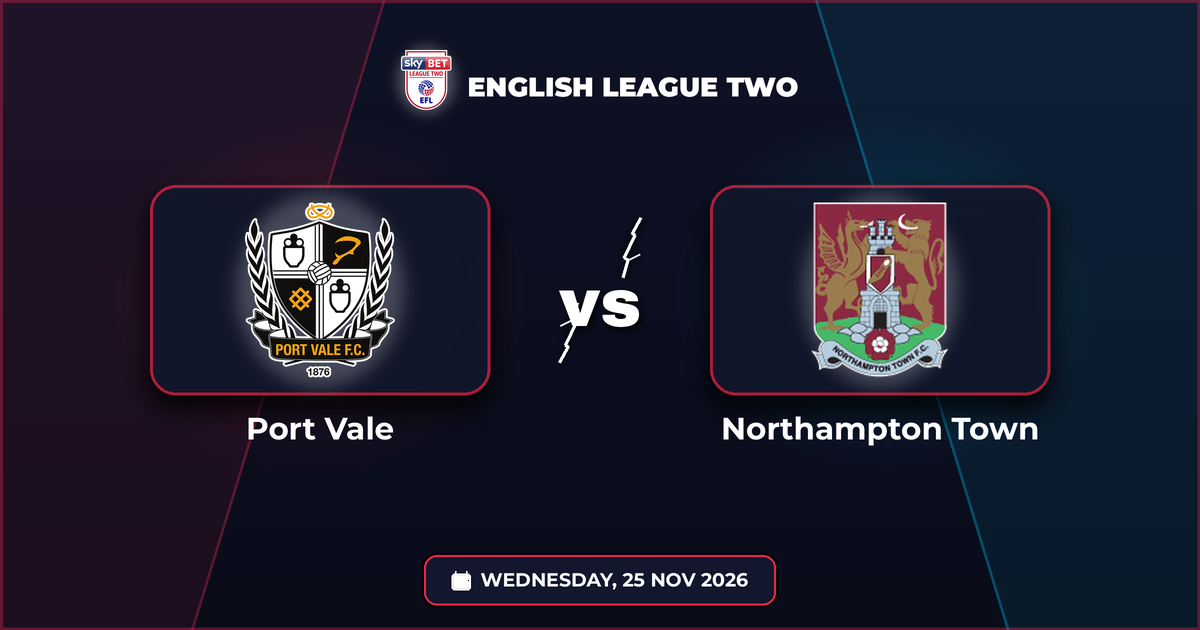 sky BET
LEAGUE TWO
EFL
ENGLISH LEAGUE TWO
PORT VALE F.C.
1876
vs
NORTHAMPTON TOWN F.C.
Port Vale
Northampton Town
WEDNESDAY, 25 NOV 2026